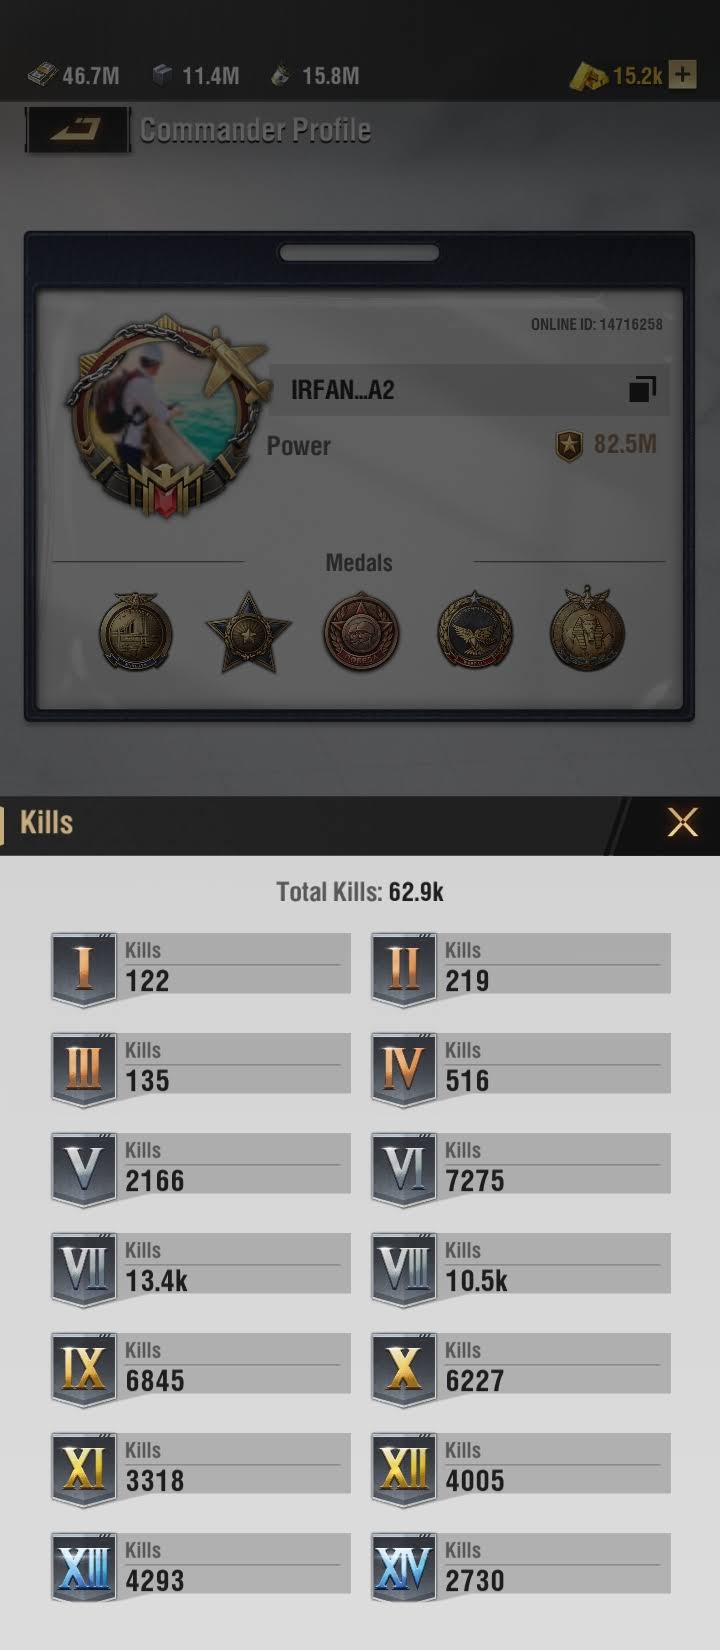 46.7M 11.4M 15.8M 15.2k +
Commander Profile
ONLINE ID: 14716258
IRFAN...A2
Power 82.5M
Medals
Kills
Total Kills: 62.9k
I Kills 122
II Kills 219
III Kills 135
IV Kills 516
V Kills 2166
VI Kills 7275
VII Kills 13.4k
VIII Kills 10.5k
IX Kills 6845
X Kills 6227
XI Kills 3318
XII Kills 4005
XIII Kills 4293
XIV Kills 2730